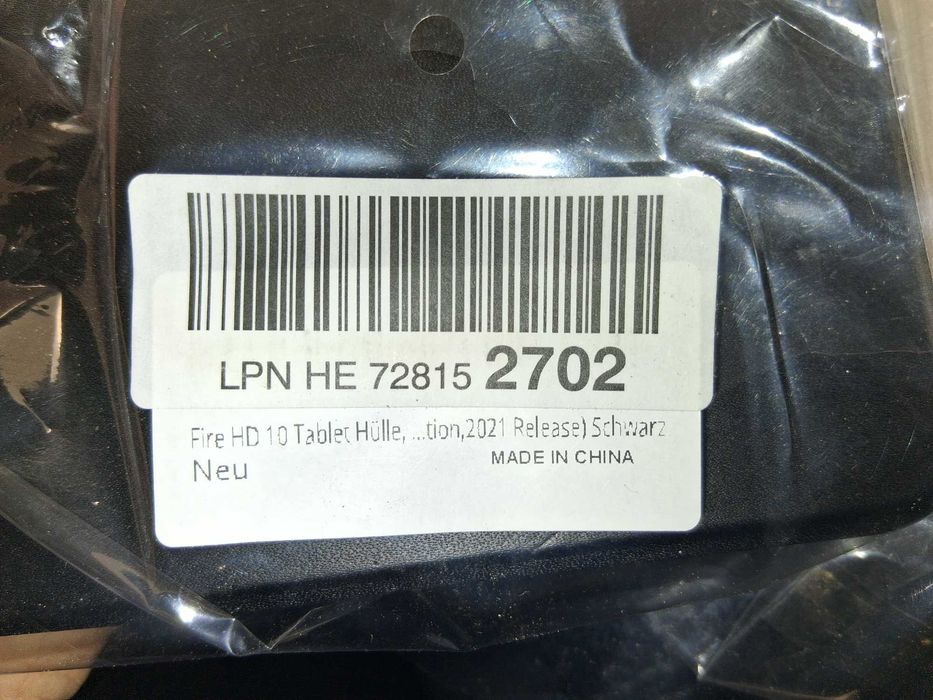 LPN HE 72815 2702
Fire HD 10 Tablet Hülle, ...tion,2021 Release) Schwarz
Neu
MADE IN CHINA